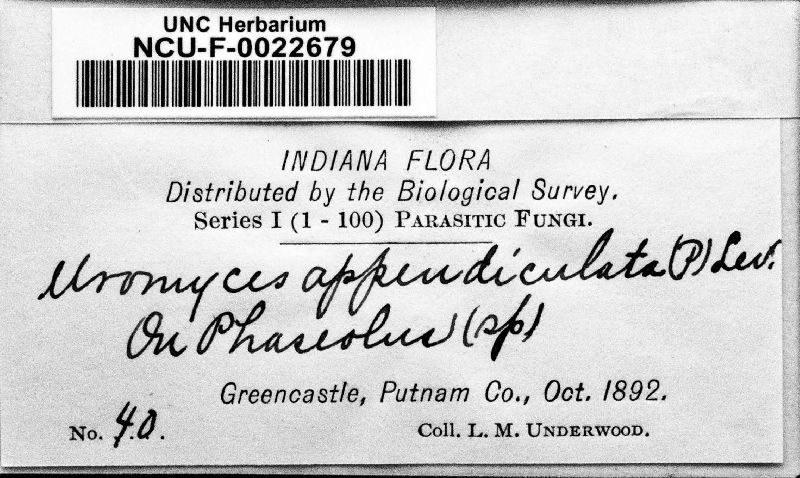 UNC Herbarium
NCU-F-0022679
INDIANA FLORA
Distributed by the Biological Survey.
Series I (1 - 100) PARASITIC FUNGI.
Uromyces appendiculata (P) Lev.
On Phaseolus (sp)
Greencastle, Putnam Co., Oct. 1892.
No. 40.
Coll. L. M. UNDERWOOD.